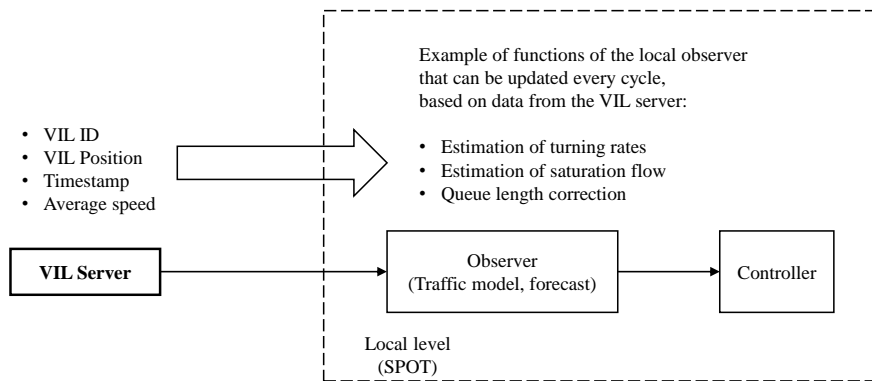 Example of functions of the local observer
that can be updated every cycle,
based on data from the VIL server:
• VIL ID
• VIL Position
• Timestamp
• Average speed
• Estimation of turning rates
• Estimation of saturation flow
• Queue length correction
VIL Server
Observer
(Traffic model, forecast)
Controller
Local level
(SPOT)